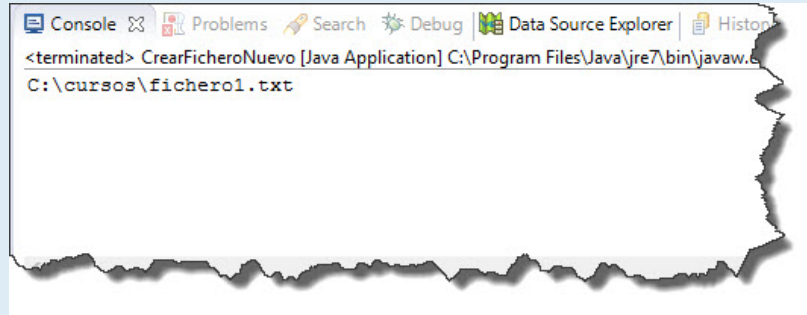 Console Problems Search Debug Data Source Explorer
<terminated> CrearFicheroNuevo [Java Application] C:\Program Files\Java\jre7\bin\javaw.
C:\cursos\fichero1.txt